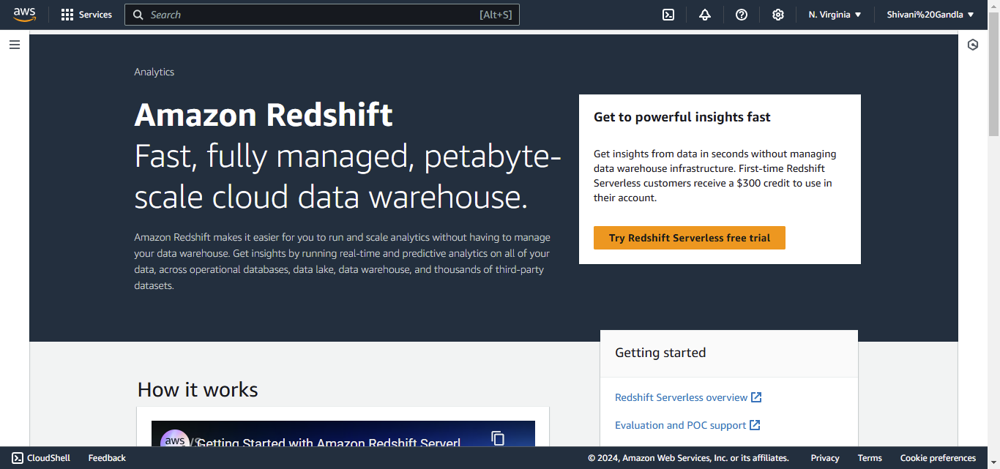 aws
Services
Search
[Alt+S]
N. Virginia
Shivani%20Gandla
Analytics
Amazon Redshift
Fast, fully managed, petabyte-
scale cloud data warehouse.
Amazon Redshift makes it easier for you to run and scale analytics without having to manage
your data warehouse. Get insights by running real-time and predictive analytics on all of your
data, across operational databases, data lake, data warehouse, and thousands of third-party
datasets.
Get to powerful insights fast
Get insights from data in seconds without managing
data warehouse infrastructure. First-time Redshift
Serverless customers receive a $300 credit to use in
their account.
Try Redshift Serverless free trial
How it works
aws
Getting Started with Amazon Redshift Serverl
Getting started
Redshift Serverless overview
Evaluation and POC support
CloudShell
Feedback
© 2024, Amazon Web Services, Inc. or its affiliates.
Privacy
Terms
Cookie preferences